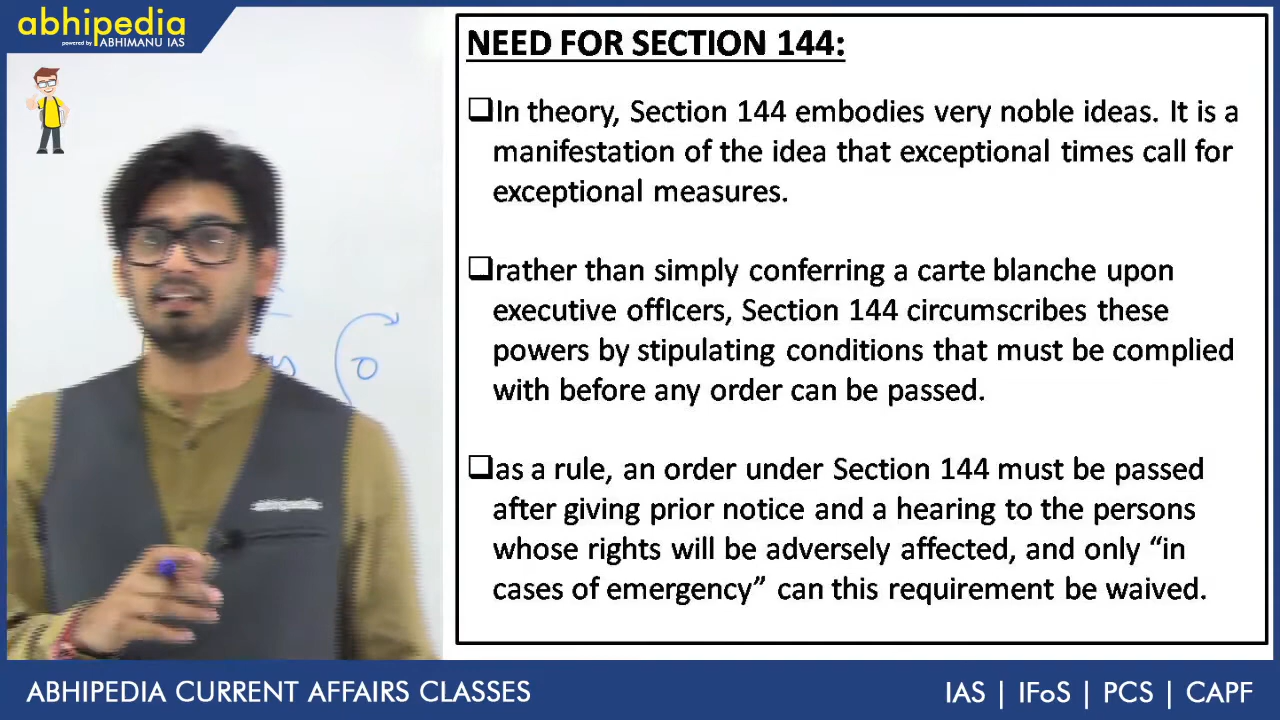 abhipedia
powered by ABHIMANU IAS
NEED FOR SECTION 144:
In theory, Section 144 embodies very noble ideas. It is a
manifestation of the idea that exceptional times call for
exceptional measures.
rather than simply conferring a carte blanche upon
executive offIcers, Section 144 circumscribes these
powers by stipulating conditions that must be complied
with before any order can be passed.
as a rule, an order under Section 144 must be passed
after giving prior notice and a hearing to the persons
whose rights will be adversely affected, and only “in
cases of emergency” can this requirement be waived.
ABHIPEDIA CURRENT AFFAIRS CLASSES
IAS | IFoS | PCS | CAPF